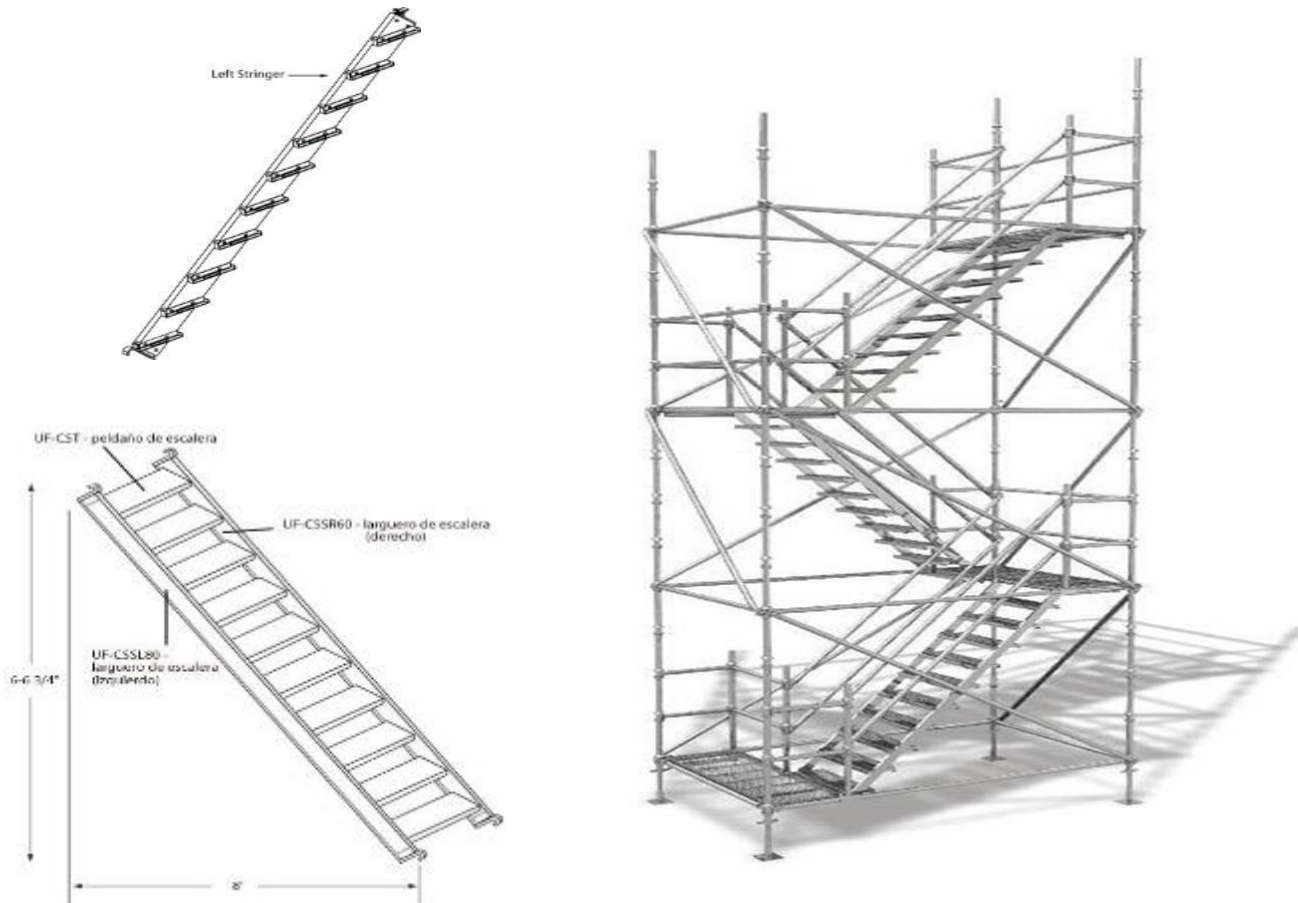 Left Stringer
UF-CST - peldaño de escalera
UF-CSSR60 - larguero de escalera
(derecho)
UF-CSSL80 -
larguero de escalera
(izquierdo)
6-6 3/4"
8'